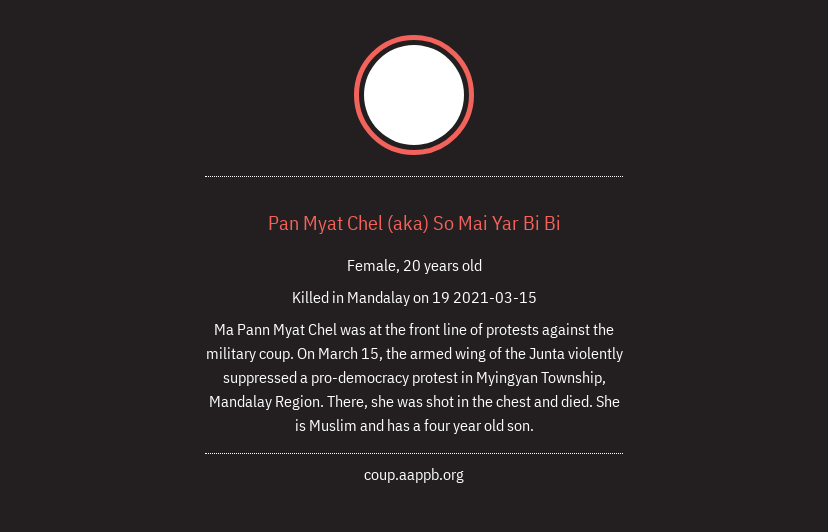 Pan Myat Chel (aka) So Mai Yar Bi Bi
Female, 20 years old
Killed in Mandalay on 19 2021-03-15
Ma Pann Myat Chel was at the front line of protests against the
military coup. On March 15, the armed wing of the Junta violently
suppressed a pro-democracy protest in Myingyan Township,
Mandalay Region. There, she was shot in the chest and died. She
is Muslim and has a four year old son.
coup.aappb.org